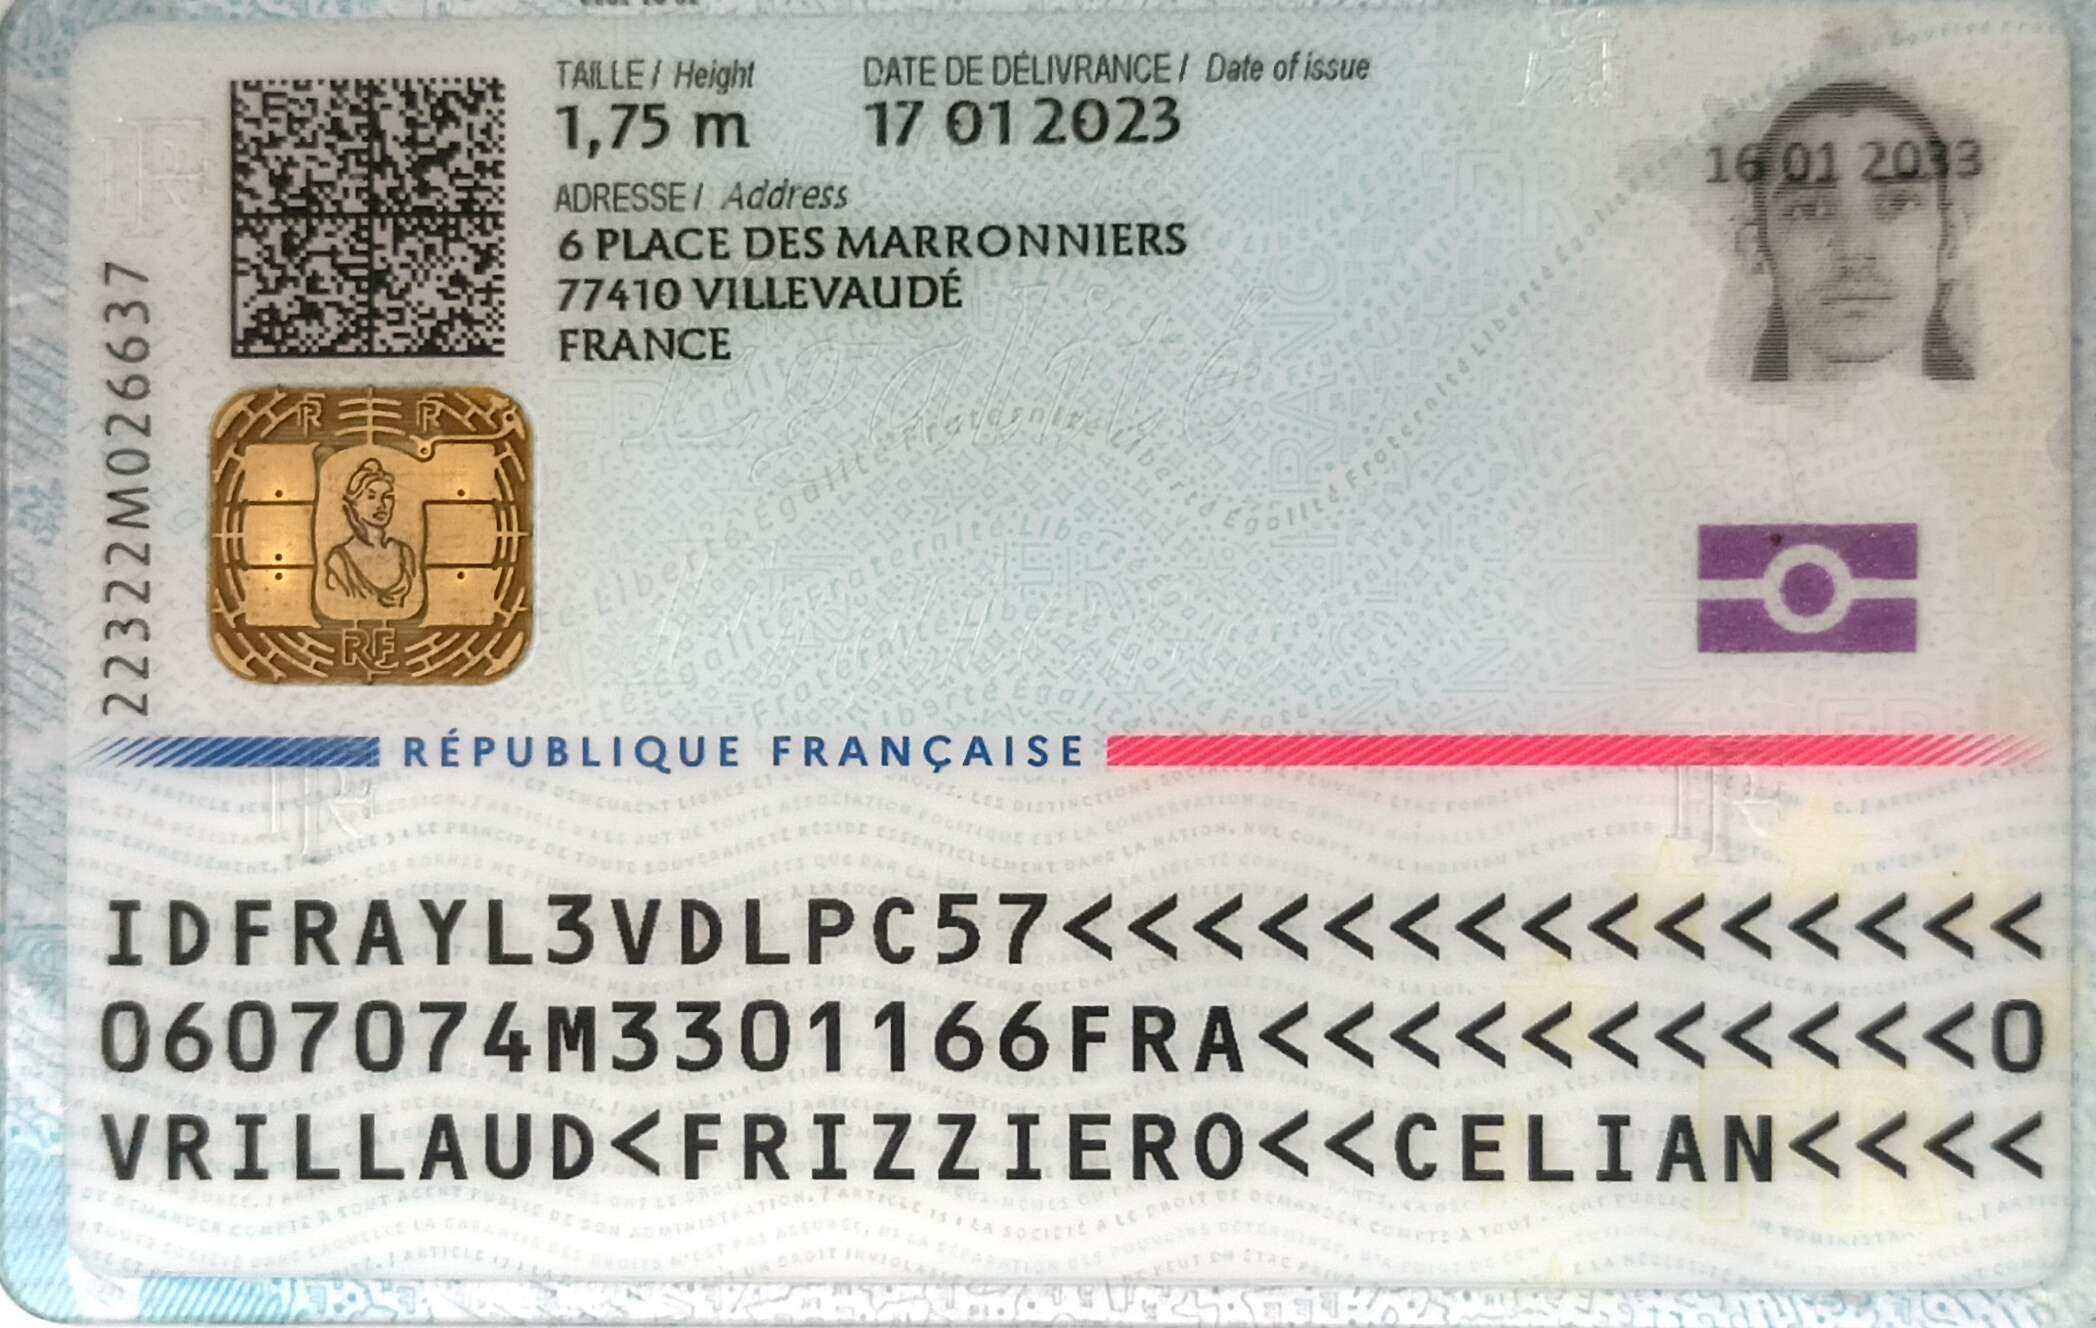 TAILLE / Height
1,75 m
DATE DE DÉLIVRANCE / Date of issue
17 01 2023
ADRESSE / Address
6 PLACE DES MARRONNIERS
77410 VILLEVAUDÉ
FRANCE
16 01 2033
22322M026637
RF
RÉPUBLIQUE FRANÇAISE
IDFRAYL3VDLPC57<<<<<<<<<<<<<<<
0607074M3301166FRA<<<<<<<<<<<0
VRILLAUD<FRIZZIERO<<CELIAN<<<<